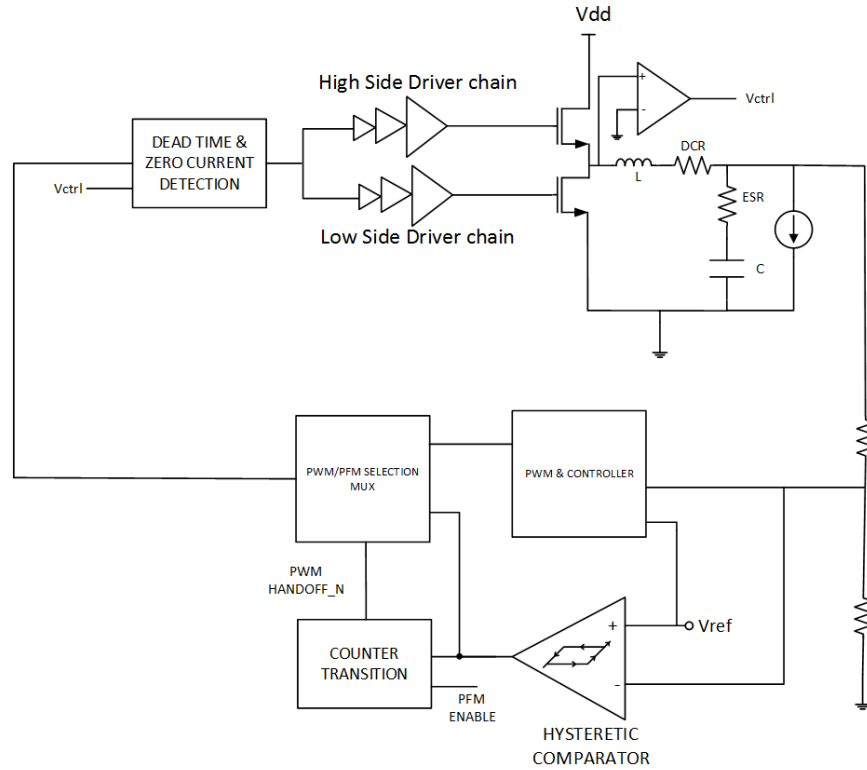 Vdd
High Side Driver chain
+
-
Vctrl
DEAD TIME &
ZERO CURRENT
DETECTION
Vctrl
DCR
L
ESR
C
Low Side Driver chain
PWM/PFM SELECTION
MUX
PWM & CONTROLLER
PWM
HANDOFF_N
+
Vref
COUNTER
TRANSITION
-
PFM
ENABLE
HYSTERETIC
COMPARATOR